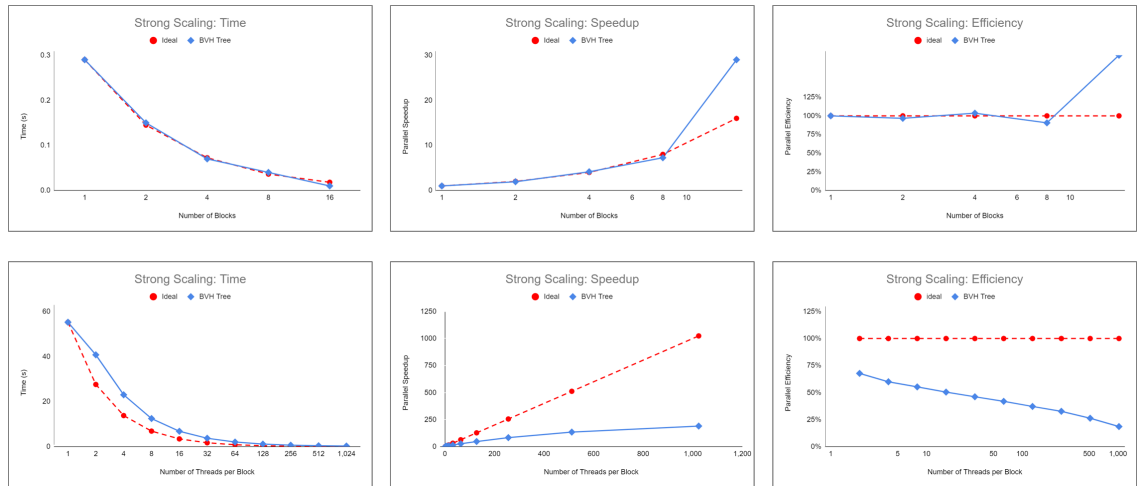 Strong Scaling: Time
Ideal BVH Tree
Time (s)
0.3
0.2
0.1
0.0
1 2 4 8 16
Number of Blocks
Strong Scaling: Speedup
Ideal BVH Tree
Parallel Speedup
30
20
10
0
1 2 4 6 8 10
Number of Blocks
Strong Scaling: Efficiency
ideal BVH Tree
Parallel Efficiency
125%
100%
75%
50%
25%
0%
1 2 4 6 8 10
Number of Blocks
Strong Scaling: Time
Ideal BVH Tree
Time (s)
60
40
20
0
1 2 4 8 16 32 64 128 256 512 1,024
Number of Threads per Block
Strong Scaling: Speedup
Ideal BVH Tree
Parallel Speedup
1250
1000
750
500
250
0
0 200 400 600 800 1,000 1,200
Number of Threads per Block
Strong Scaling: Efficiency
ideal BVH Tree
Parallel Efficiency
125%
100%
75%
50%
25%
0%
1 5 10 50 100 500 1,000
Number of Threads per Block